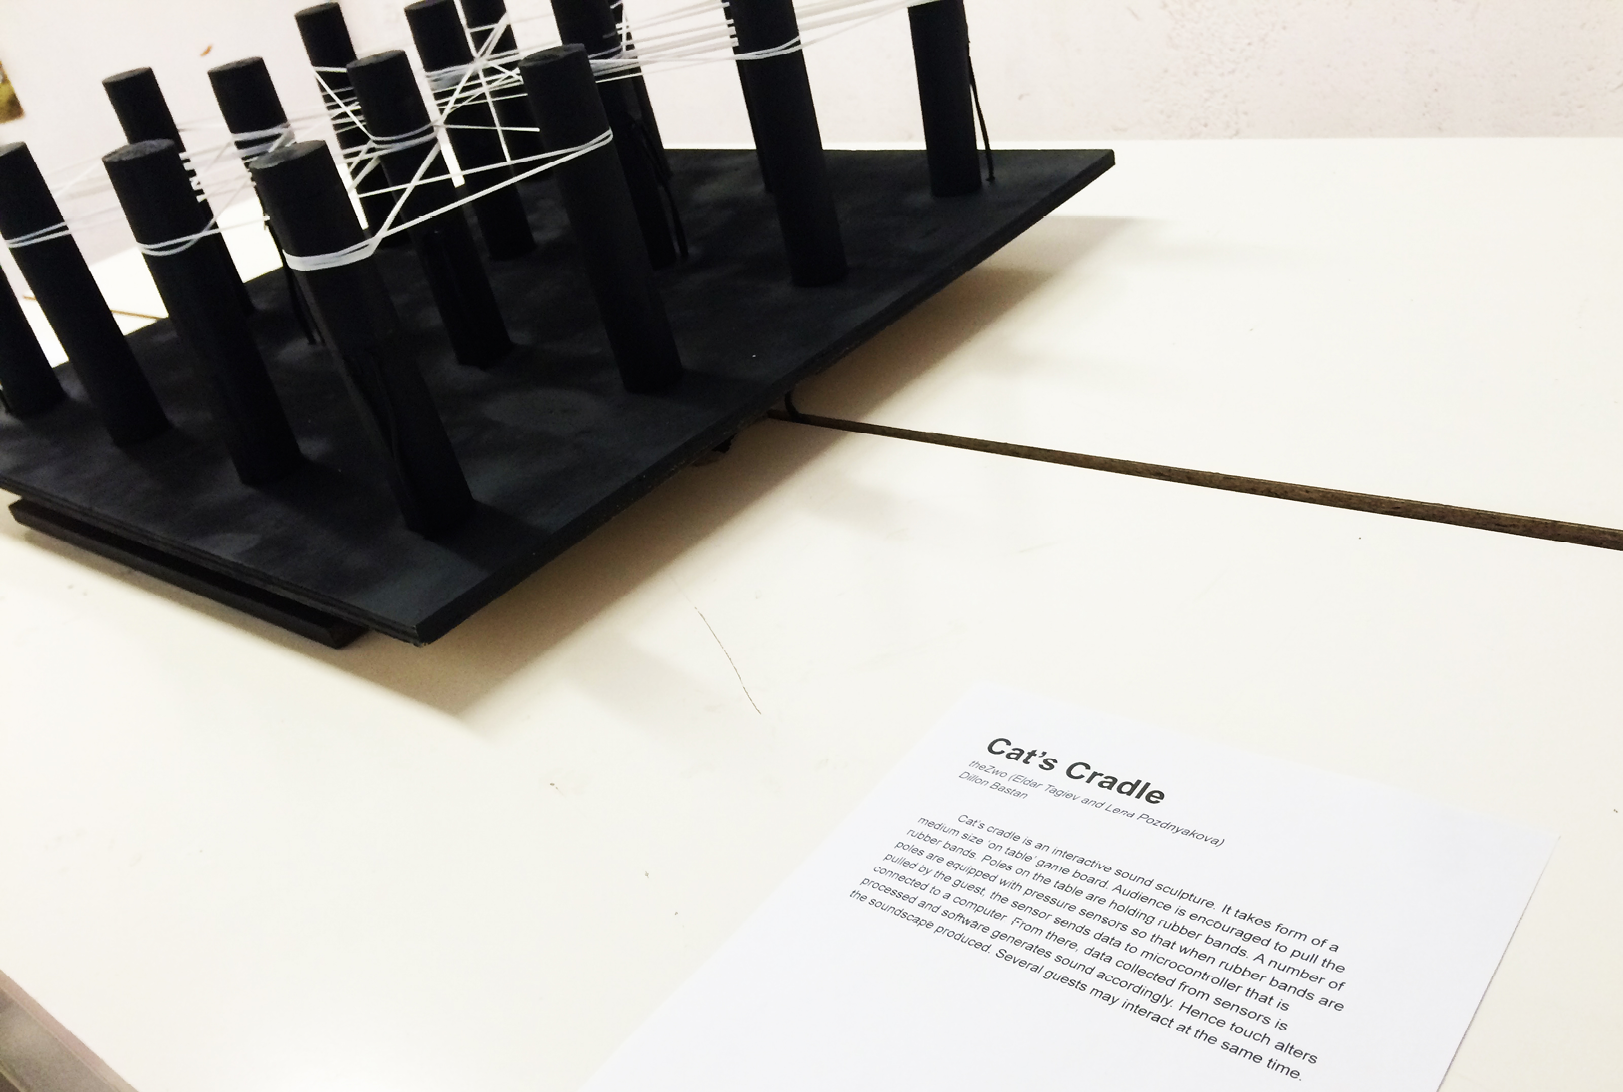 Cat's Cradle
theZwo (Eldar Tagiev and Lena Pozdnyakova)
Dillon Bastan
Cat's cradle is an interactive sound sculpture. It takes form of a
medium size 'on table' game board. Audience is encouraged to pull the
rubber bands. Poles on the table are holding rubber bands. A number of
poles are equipped with pressure sensors so that when rubber bands are
pulled by the guest, the sensor sends data to microcontroller that is
connected to a computer. From there, data collected from sensors is
processed and software generates sound accordingly. Hence touch alters
the soundscape produced. Several guests may interact at the same time.